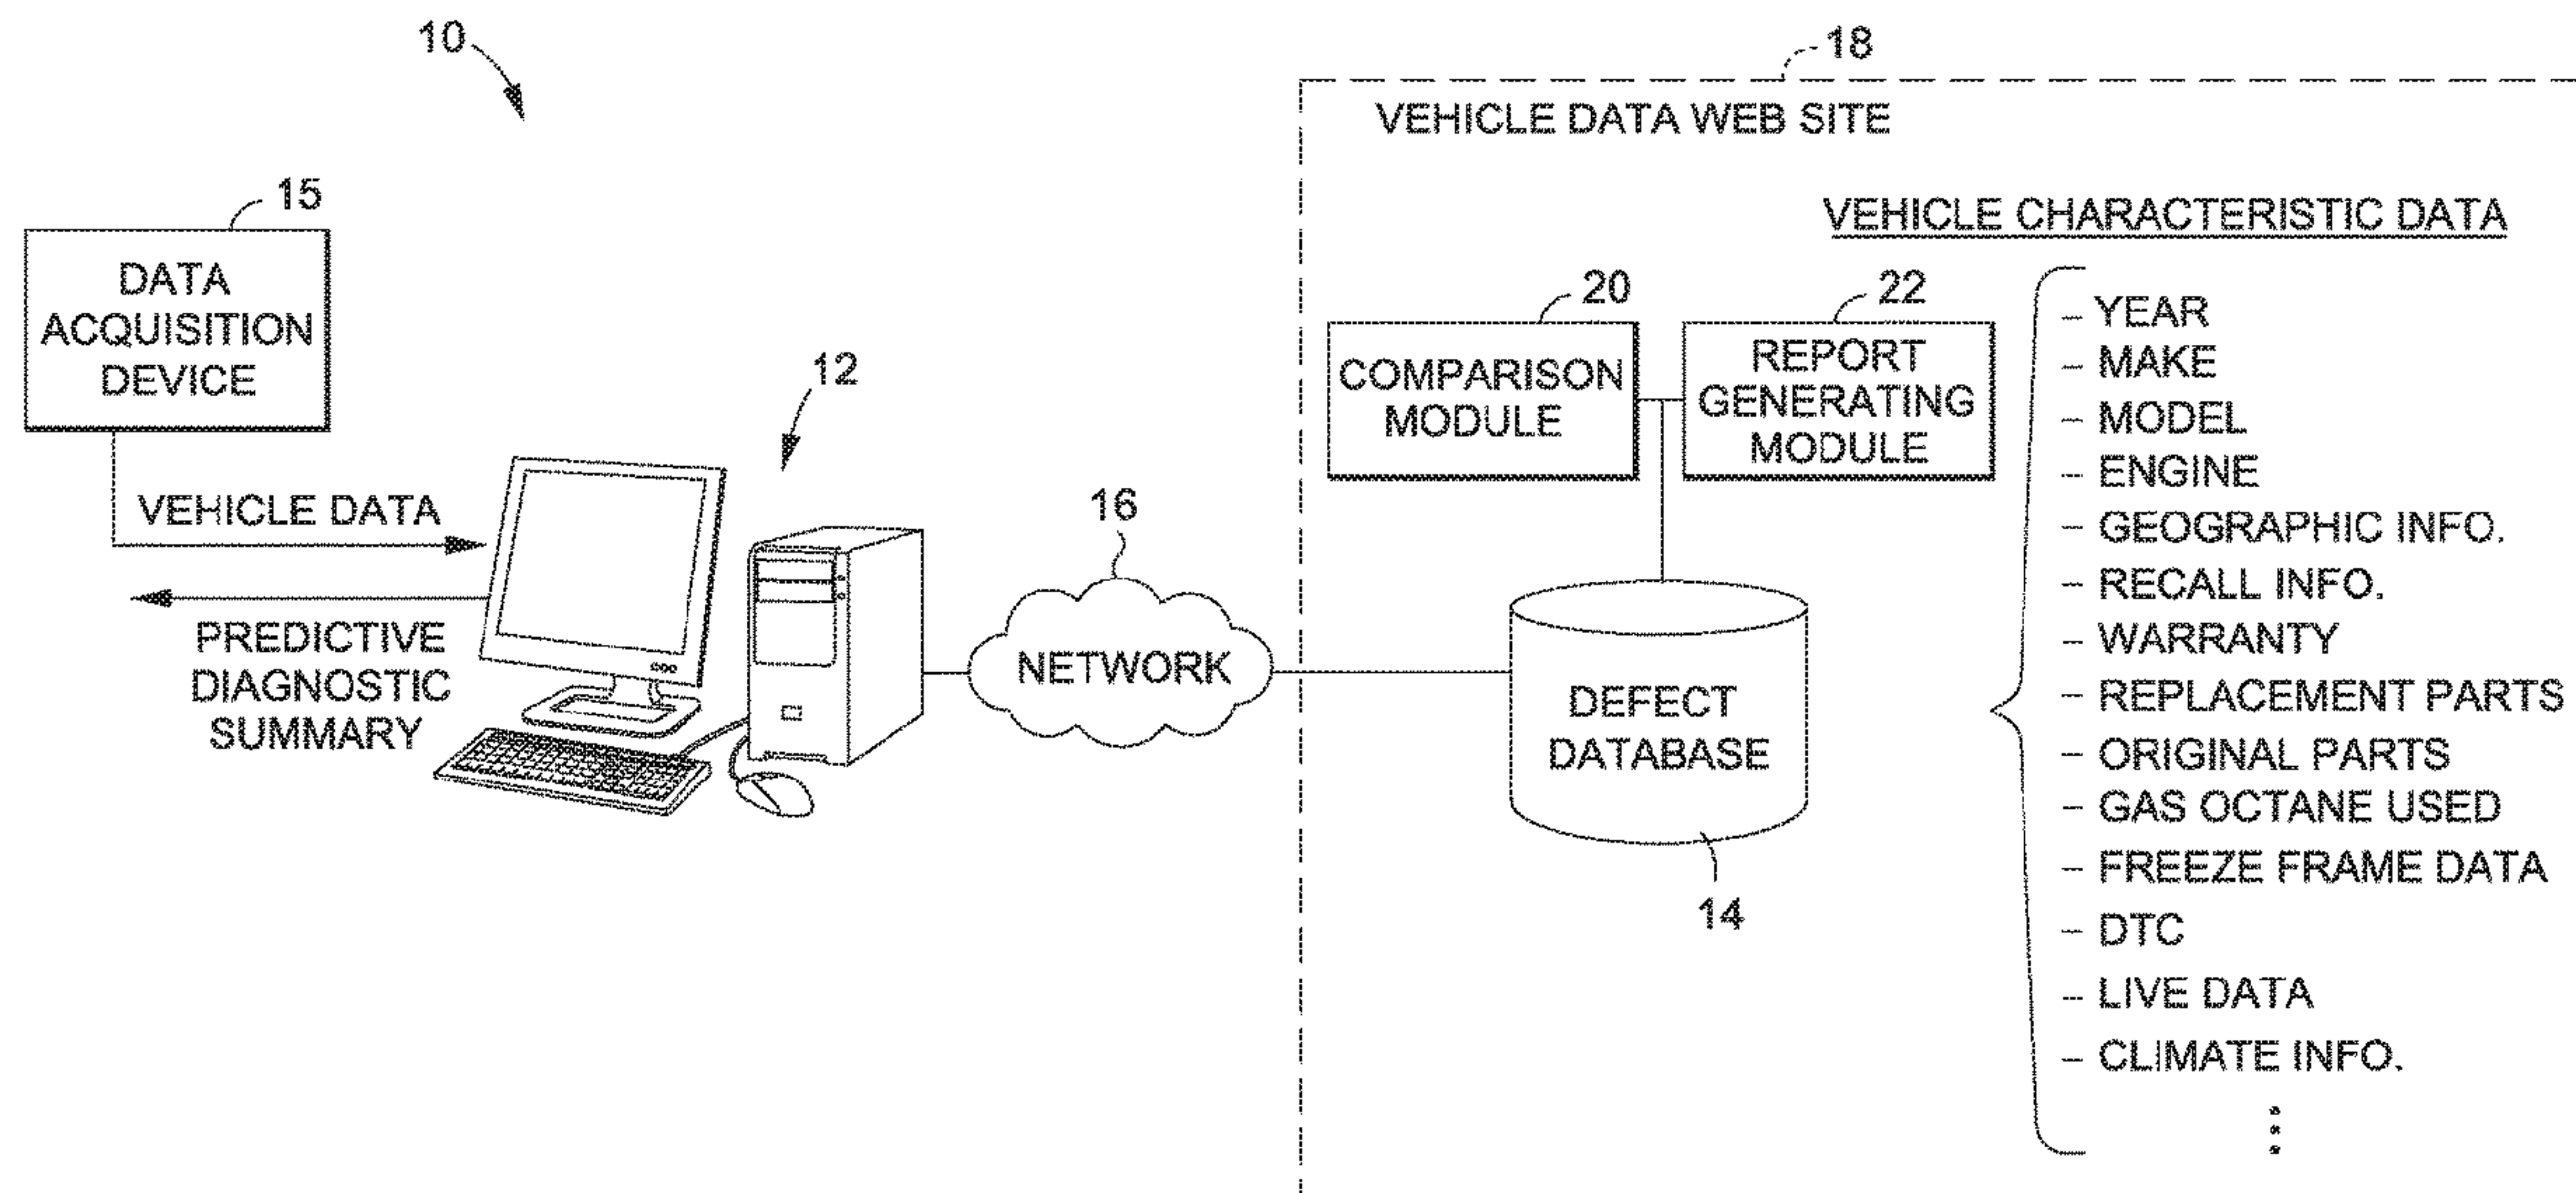 10
18
VEHICLE DATA WEB SITE
15
DATA
ACQUISITION
DEVICE
VEHICLE CHARACTERISTIC DATA
20
COMPARISON
MODULE
22
REPORT
GENERATING
MODULE
12
VEHICLE DATA
PREDICTIVE
DIAGNOSTIC
SUMMARY
16
NETWORK
DEFECT
DATABASE
14
– YEAR
– MAKE
– MODEL
– ENGINE
– GEOGRAPHIC INFO.
– RECALL INFO.
– WARRANTY
– REPLACEMENT PARTS
– ORIGINAL PARTS
– GAS OCTANE USED
– FREEZE FRAME DATA
– DTC
– LIVE DATA
– CLIMATE INFO.